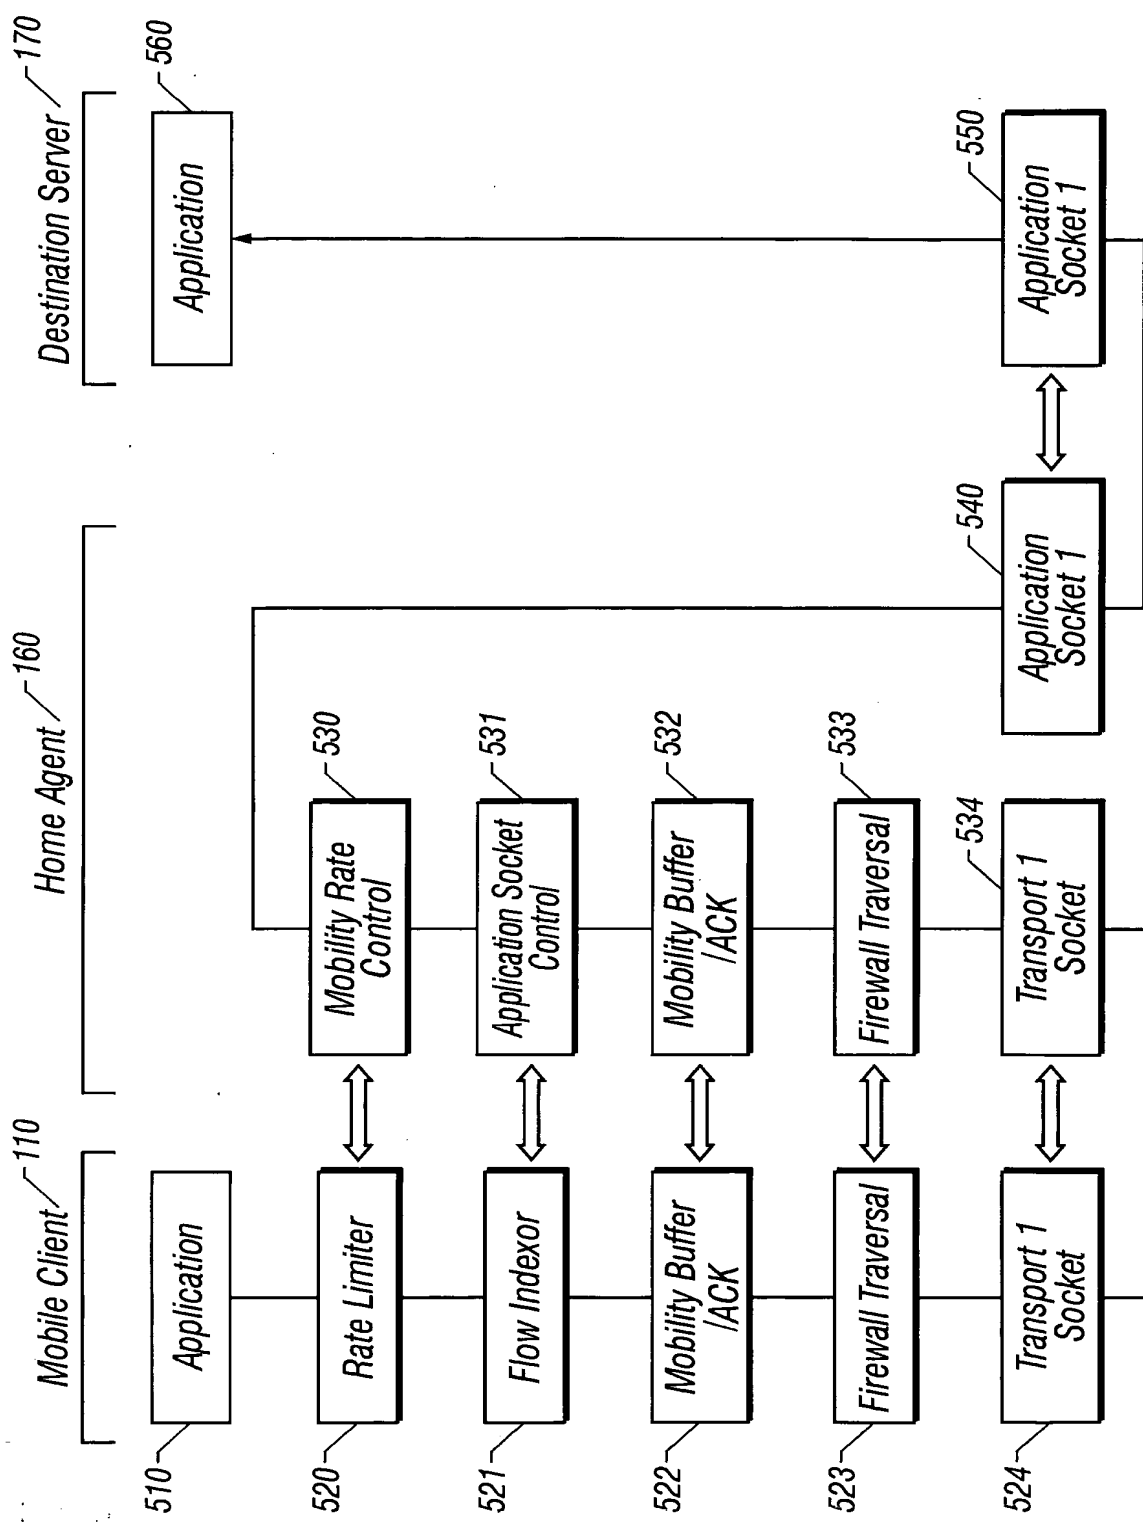 Mobile Client 110
Home Agent 160
Destination Server 170
510
Application
Application
560
520
Rate Limiter
Mobility Rate
Control
530
521
Flow Indexor
Application Socket
Control
531
522
Mobility Buffer
/ACK
Mobility Buffer
/ACK
532
523
Firewall Traversal
Firewall Traversal
533
524
Transport 1
Socket
Transport 1
Socket
534
Application
Socket 1
540
Application
Socket 1
550